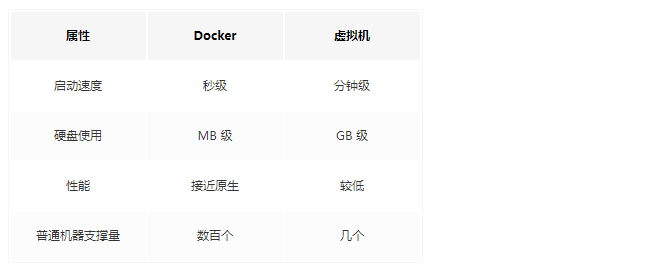 属性 Docker 虚拟机
启动速度 秒级 分钟级
硬盘使用 MB 级 GB 级
性能 接近原生 较低
普通机器支撑量 数百个 几个